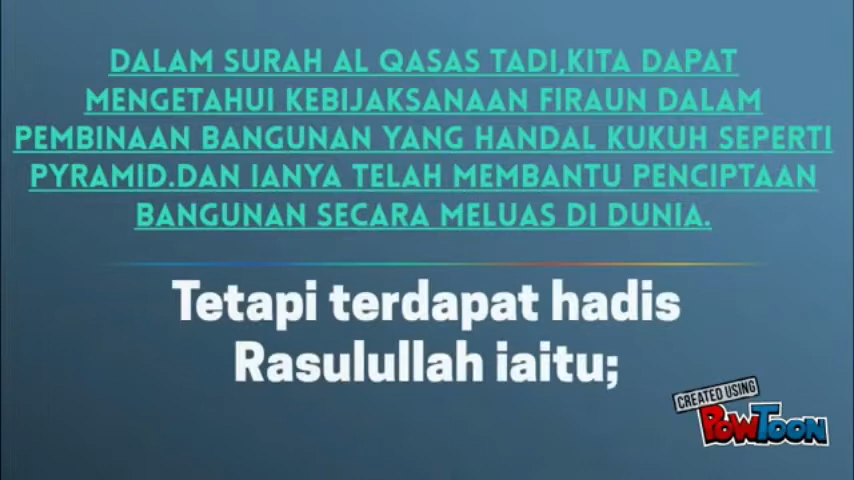 DALAM SURAH AL QASAS TADI,KITA DAPAT
MENGETAHUI KEBIJAKSANAAN FIRAUN DALAM
PEMBINAAN BANGUNAN YANG HANDAL KUKUH SEPERTI
PYRAMID.DAN IANYA TELAH MEMBANTU PENCIPTAAN
BANGUNAN SECARA MELUAS DI DUNIA.
Tetapi terdapat hadis
Rasulullah iaitu;
CREATED USING
POWTOON